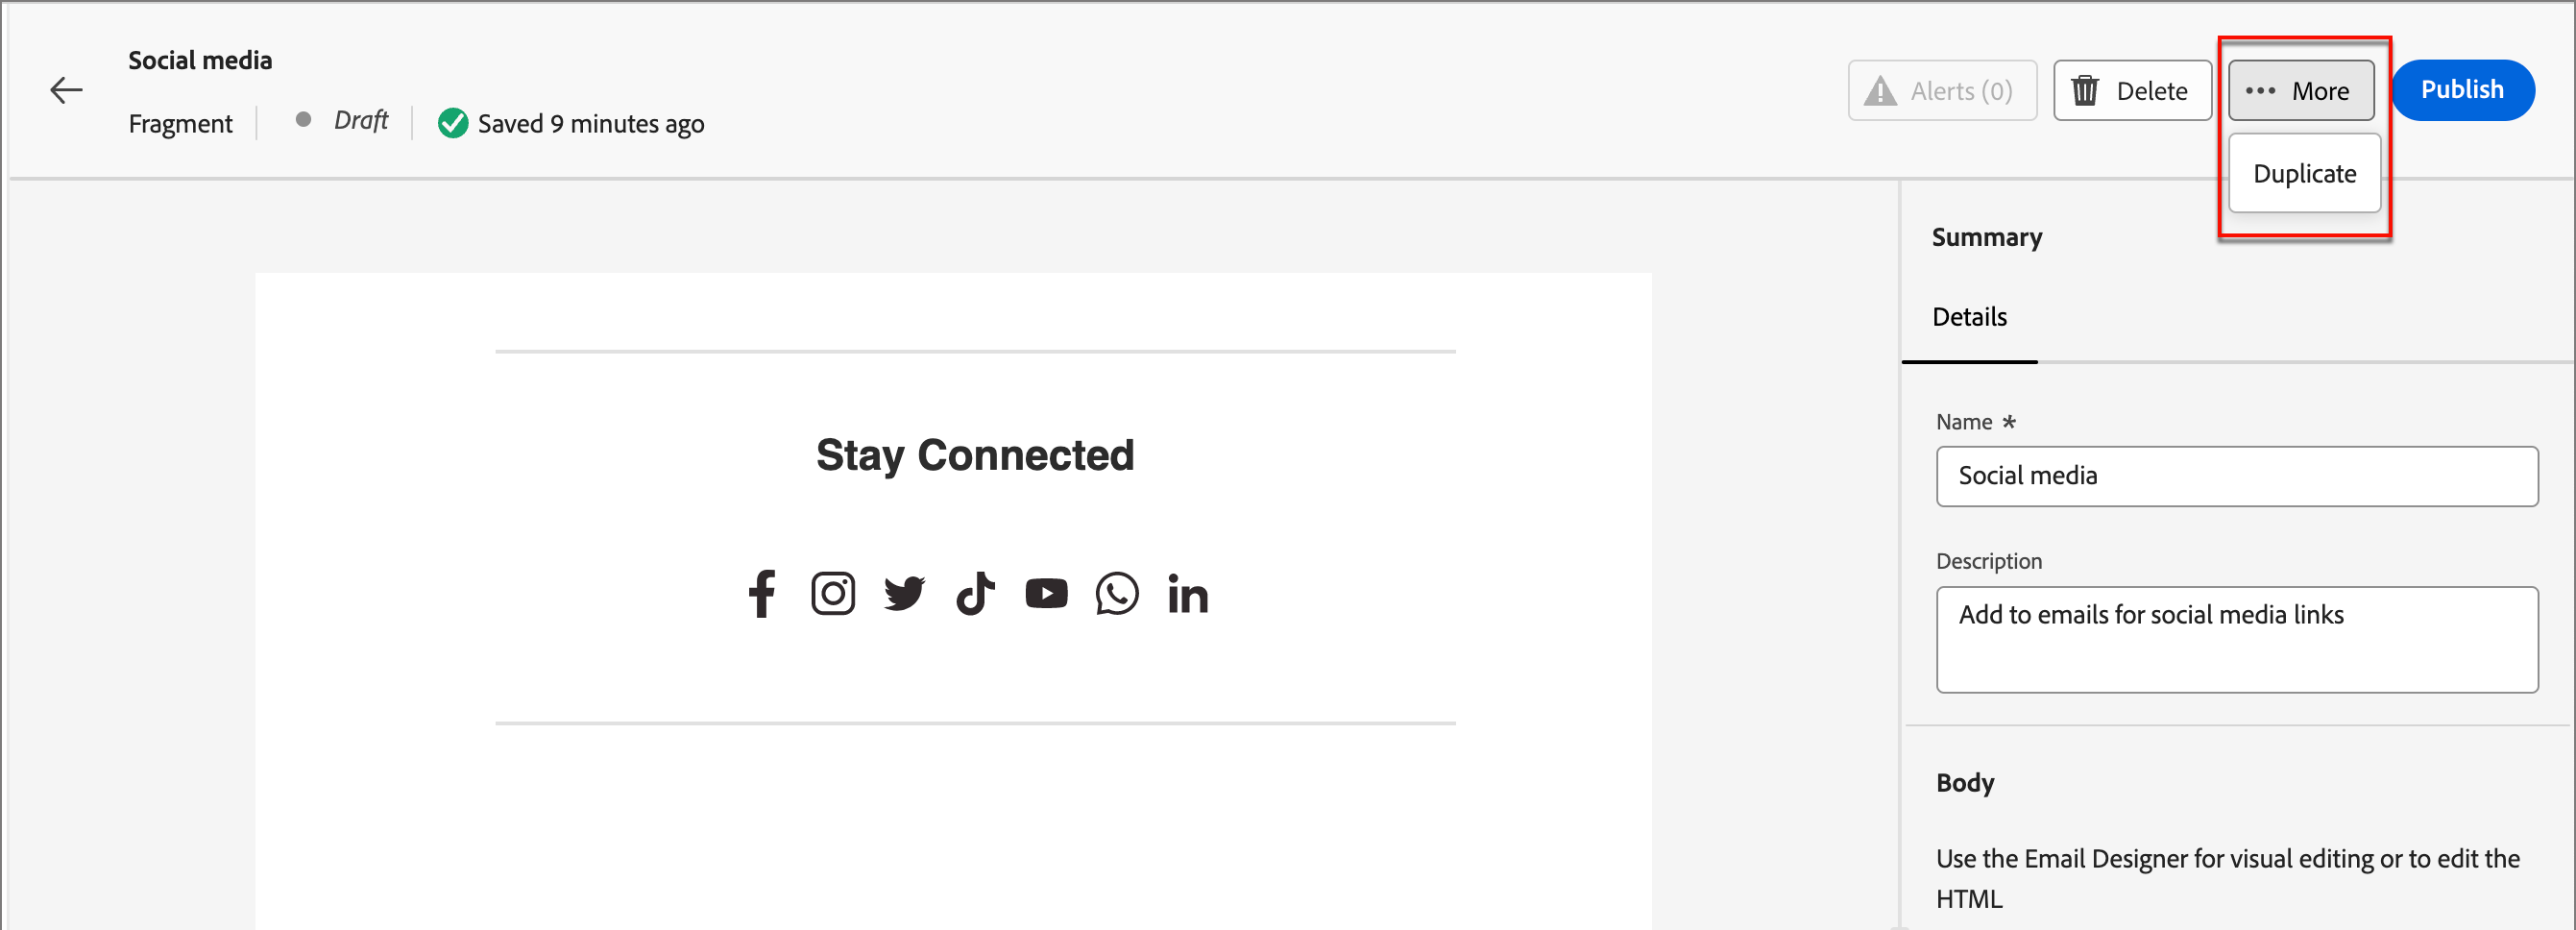 Social media
Fragment
Draft
Saved 9 minutes ago
Alerts (0)
Delete
More
Publish
Duplicate
Stay Connected
Summary
Details
Name *
Social media
Description
Add to emails for social media links
Body
Use the Email Designer for visual editing or to edit the
HTML